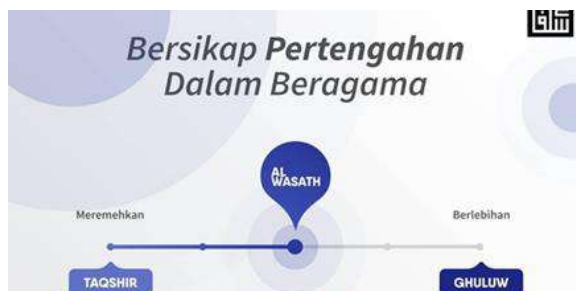 Bersikap Pertengahan
Dalam Beragama
AL
WASATH
Meremehkan
Berlebihan
TAQSHIR
GHULUW